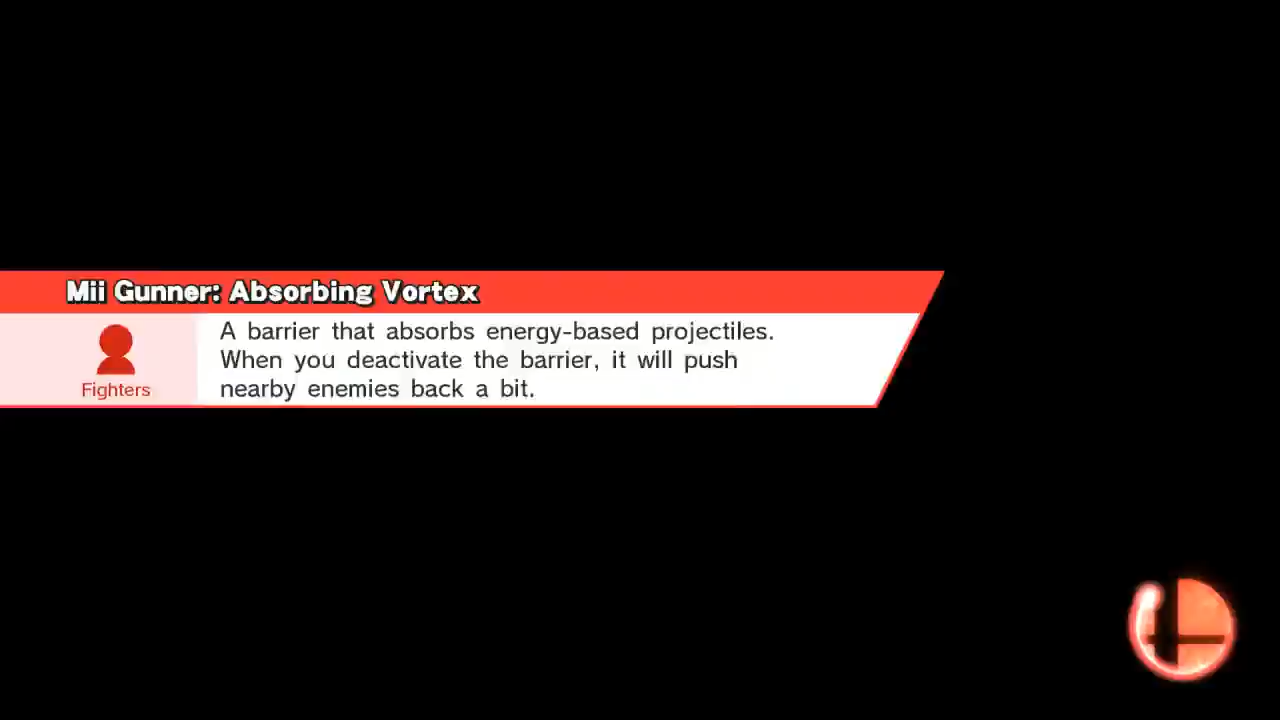 Mii Gunner: Absorbing Vortex
Fighters
A barrier that absorbs energy-based projectiles.
When you deactivate the barrier, it will push
nearby enemies back a bit.